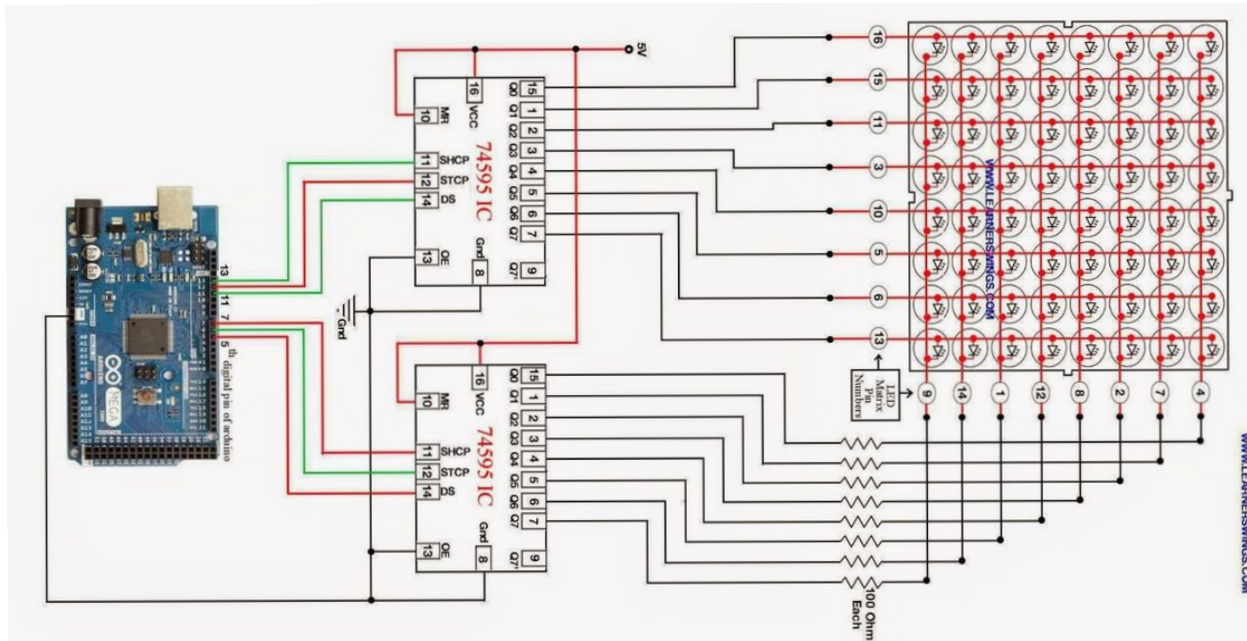 5V
16
VCC
10
MR
11
SHCP
12
STCP
14
DS
13
OE
Gnd
8
74595 IC
Q0
15
Q1
1
Q2
2
Q3
3
Q4
4
Q5
5
Q6
6
Q7
7
Q7'
9
16
15
11
3
10
5
6
13
WWW.LEARNERSWINGS.COM
LED
Matrix
Pin
Numbers
9
14
1
12
8
2
7
4
13
11
7
5th digital pin of arduino
ARDUINO
MEGA
Gnd
16
VCC
10
MR
11
SHCP
12
STCP
14
DS
13
OE
Gnd
8
74595 IC
Q0
15
Q1
1
Q2
2
Q3
3
Q4
4
Q5
5
Q6
6
Q7
7
Q7'
9
100 Ohm
Each
WWW.LEARNERSWINGS.COM